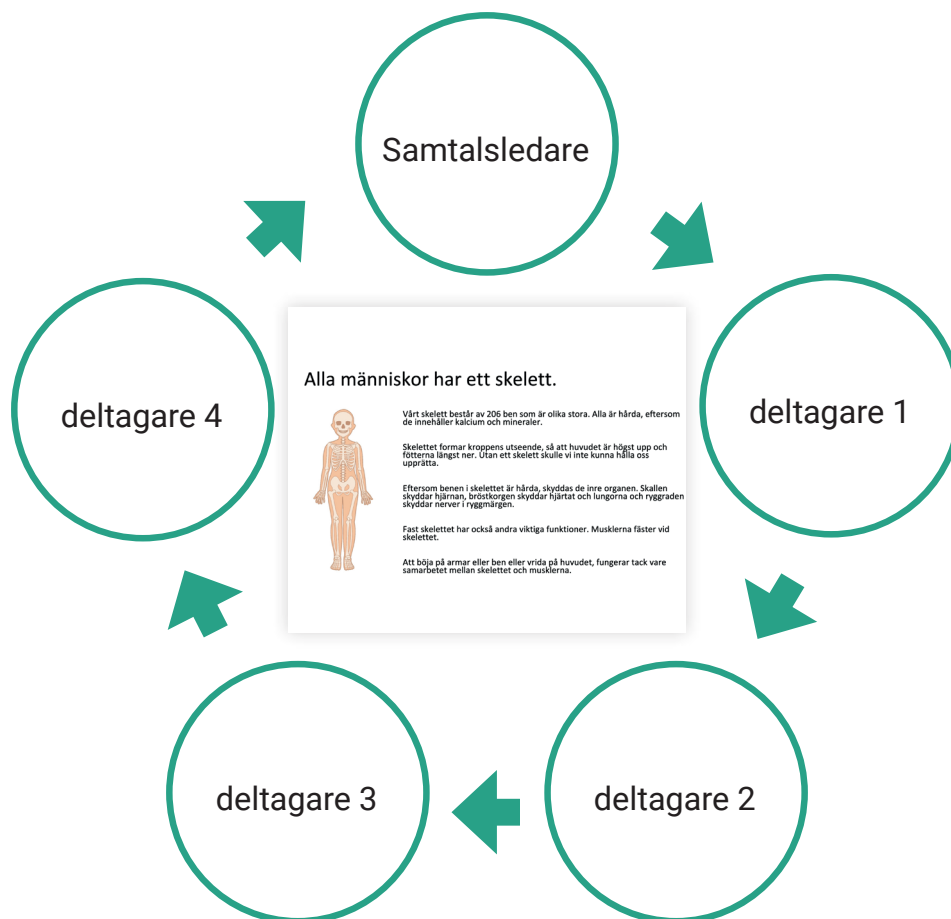 Samtalsledare
deltagare 4
deltagare 1
Alla människor har ett skelett.
Vårt skelett består av 206 ben som är olika stora. Alla är hårda, eftersom
de innehåller kalcium och mineraler.
Skelettet formar kroppens utseende, så att huvudet är högst upp och
fötterna längst ner. Utan ett skelett skulle vi inte kunna hålla oss
upprätta.
Eftersom benen i skelettet är hårda, skyddas de inre organen. Skallen
skyddar hjärnan, bröstkorgen skyddar hjärtat och lungorna och ryggraden
skyddar nerver i ryggmärgen.
Fast skelettet har också andra viktiga funktioner. Musklerna fäster vid
skelettet.
Att böja på armar eller ben eller vrida på huvudet, fungerar tack vare
samarbetet mellan skelettet och musklerna.
deltagare 3
deltagare 2